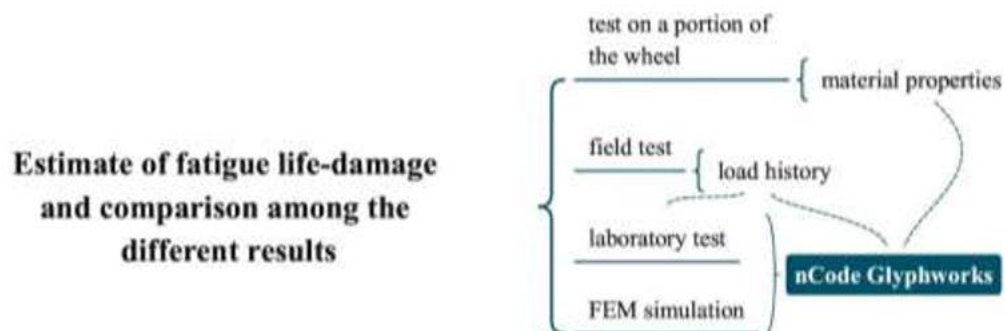 Estimate of fatigue life-damage
and comparison among the
different results
test on a portion of
the wheel
material properties
field test
load history
laboratory test
nCode Glyphworks
FEM simulation